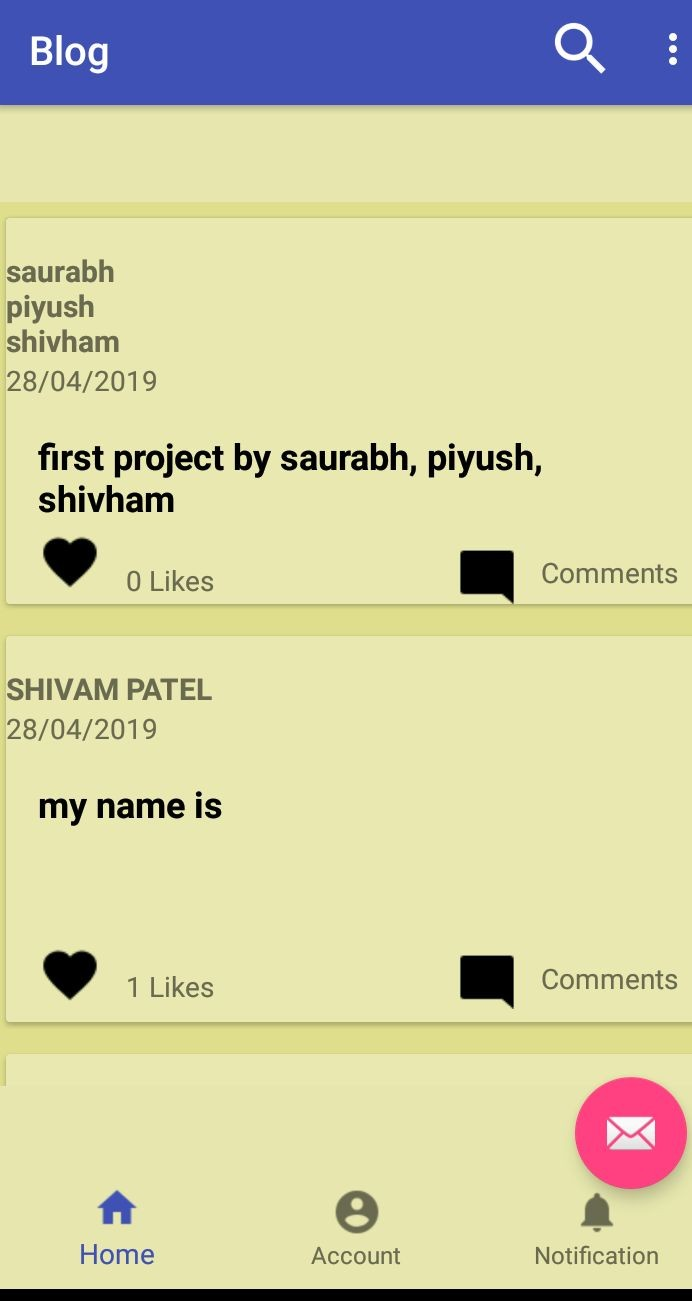 Blog
saurabh
piyush
shivham
28/04/2019
first project by saurabh, piyush,
shivham
0 Likes Comments
SHIVAM PATEL
28/04/2019
my name is
1 Likes Comments
Home Account Notification